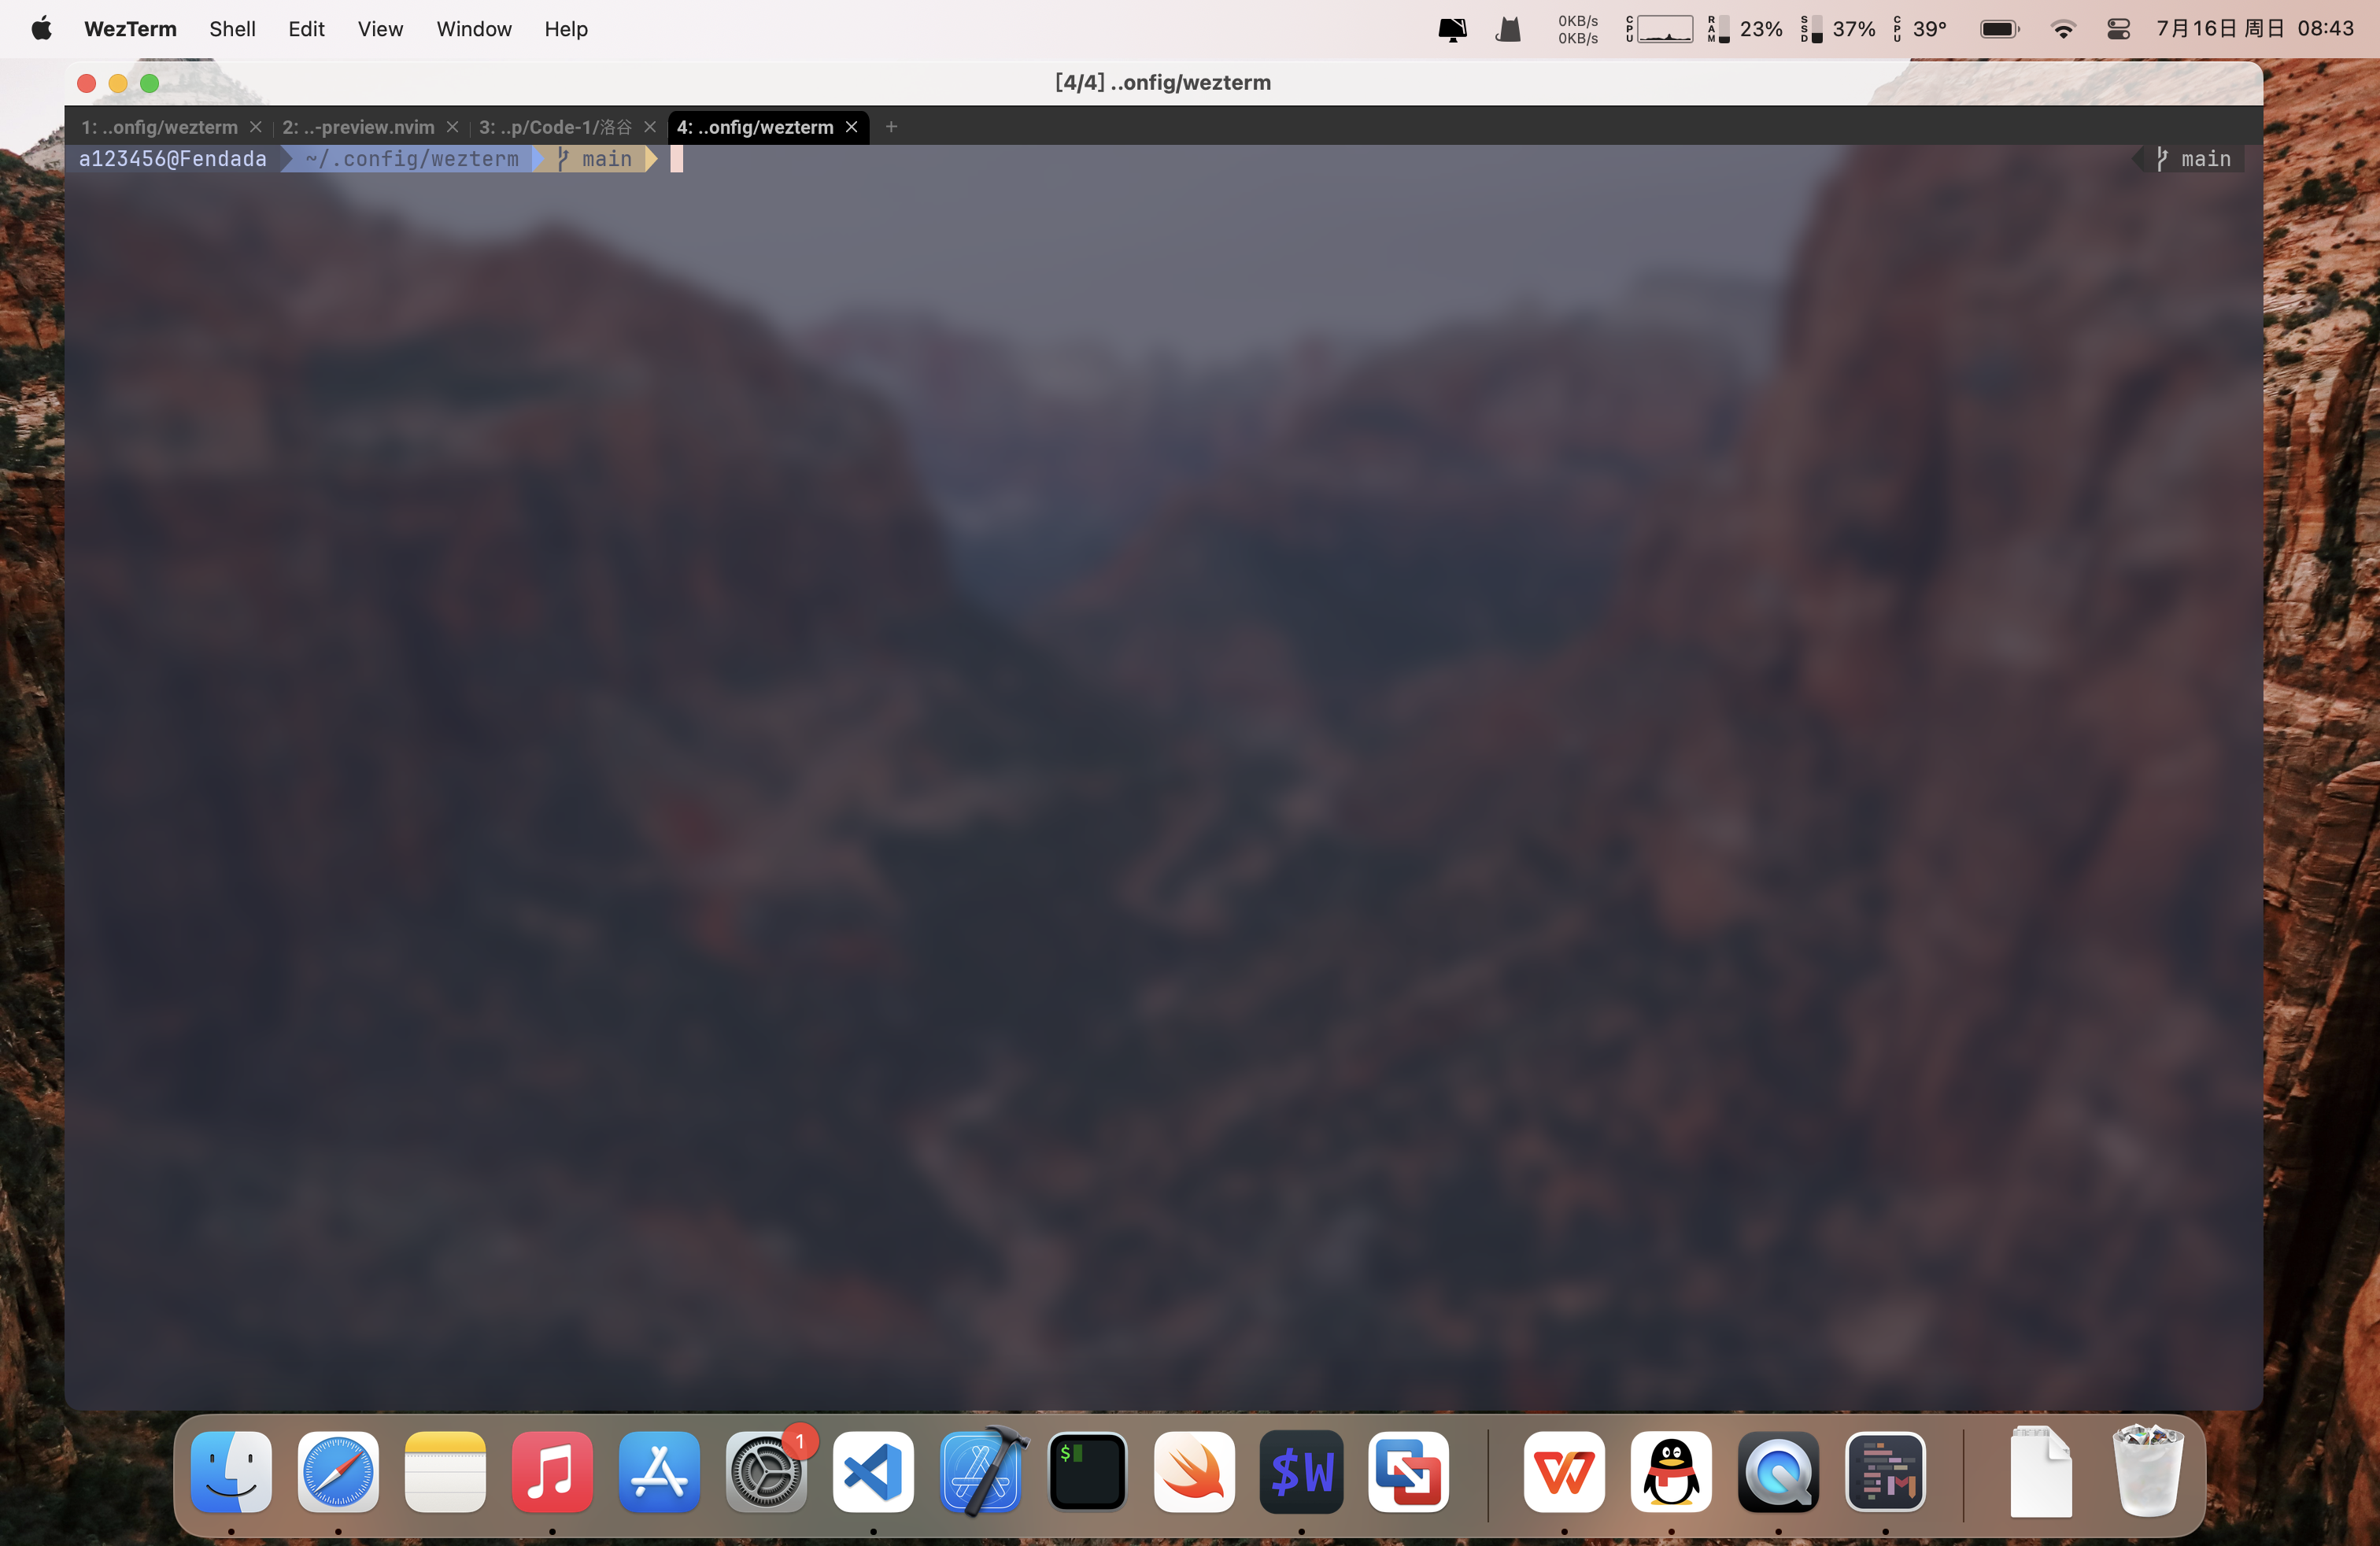 WezTerm Shell Edit View Window Help
0KB/s
0KB/s
CPU RAM 23% SSD 37% CPU 39° 7月16日 周日 08:43
[4/4] ..onfig/wezterm
1: ..onfig/wezterm 2: ..-preview.nvim 3: ..p/Code-1/洛谷 4: ..onfig/wezterm
a123456@Fendada ~/.config/wezterm main main
1
$
$W